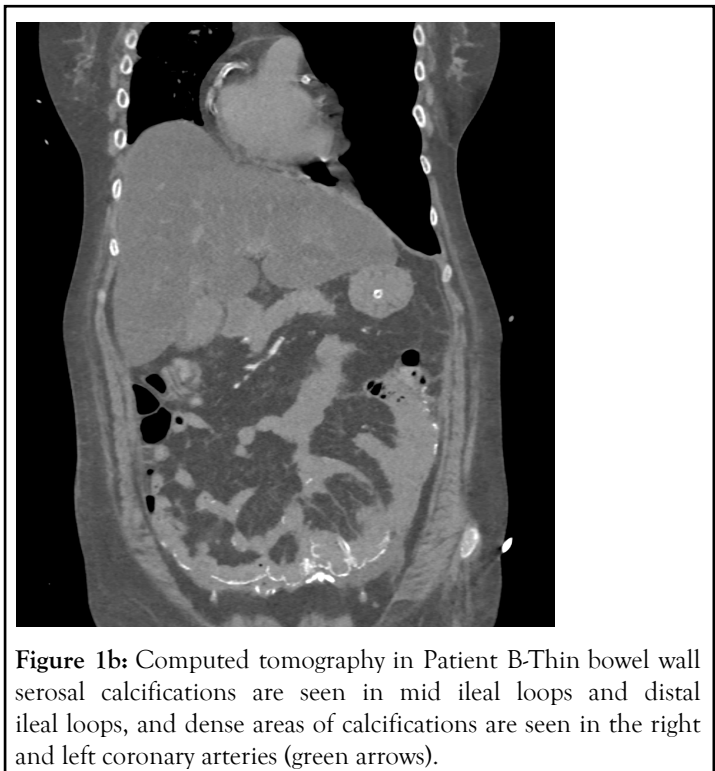 Figure 1b: Computed tomography in Patient B-Thin bowel wall
serosal calcifications are seen in mid ileal loops and distal
ileal loops, and dense areas of calcifications are seen in the right
and left coronary arteries (green arrows).